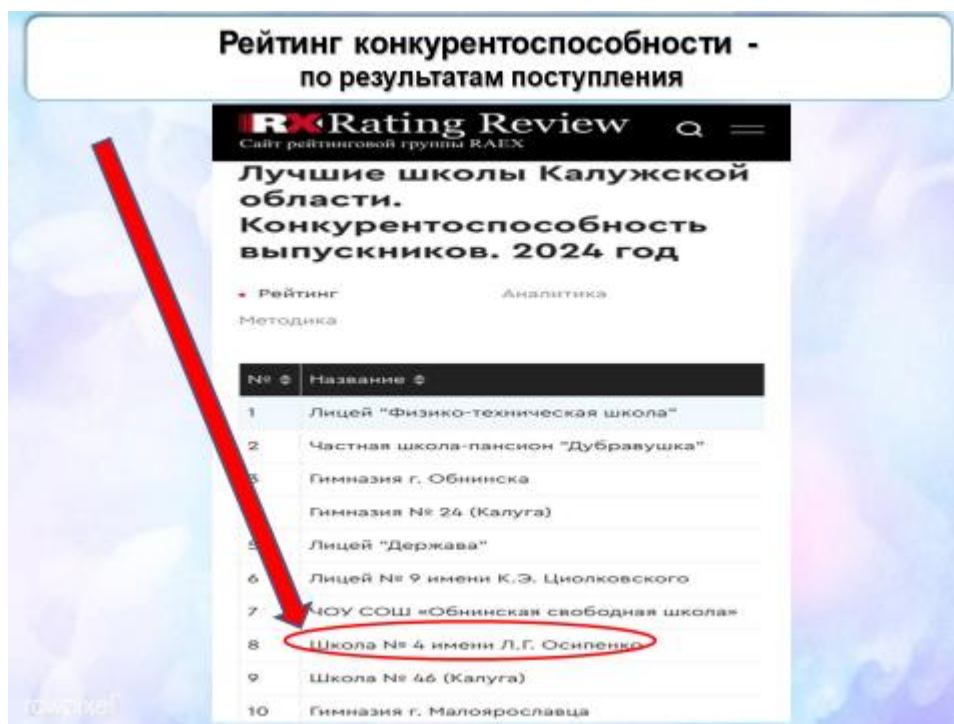 Рейтинг конкурентоспособности -
по результатам поступления
RX Rating Review
Сайт рейтинговой группы RAEX
Лучшие школы Калужской
области.
Конкурентоспособность
выпускников. 2024 год
• Рейтинг Аналитика
Методика
№ Название
1 Лицей "Физико-техническая школа"
2 Частная школа-пансион "Дубравушка"
3 Гимназия г. Обнинска
Гимназия № 24 (Калуга)
5 Лицей "Держава"
6 Лицей № 9 имени К.Э. Циолковского
7 ЧОУ СОШ «Обнинская свободная школа»
8 Школа № 4 имени Л.Г. Осипенко
9 Школа № 46 (Калуга)
10 Гимназия г. Малоярославца